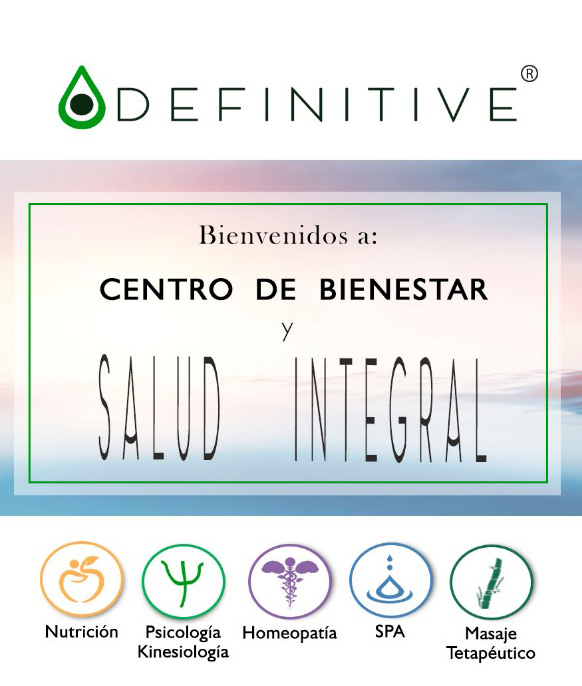 DEFINITIVE®
Bienvenidos a:
CENTRO DE BIENESTAR
y
SALUD INTEGRAL
Nutrición
Psicología
Kinesiología
Homeopatía
SPA
Masaje
Tetapéutico